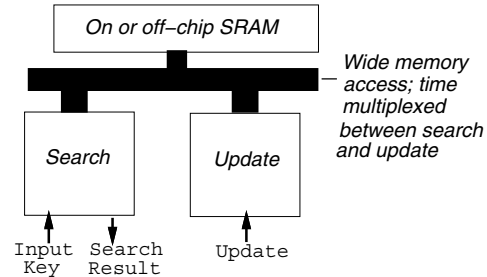 On or off–chip SRAM
Wide memory
access; time
multiplexed
between search
and update
Search
Update
Input
Key
Search
Result
Update